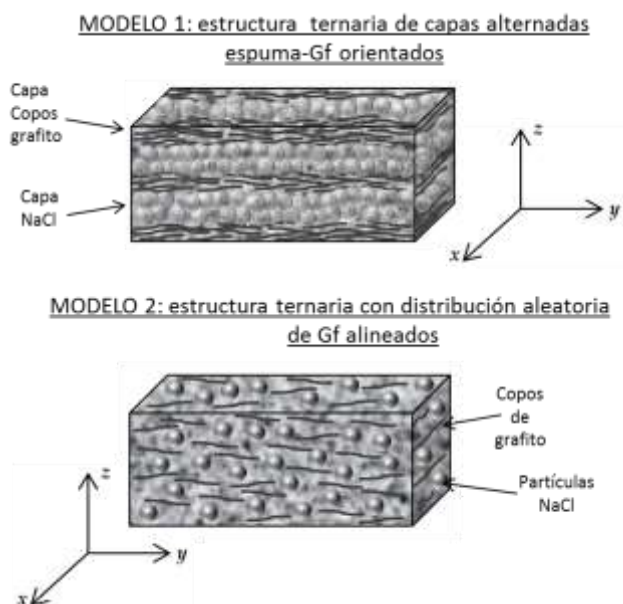 MODELO 1: estructura ternaria de capas alternadas
espuma-Gf orientados
Capa
Copos
grafito
Capa
NaCl
z
y
x
MODELO 2: estructura ternaria con distribución aleatoria
de Gf alineados
Copos
de
grafito
Partículas
NaCl
z
y
x